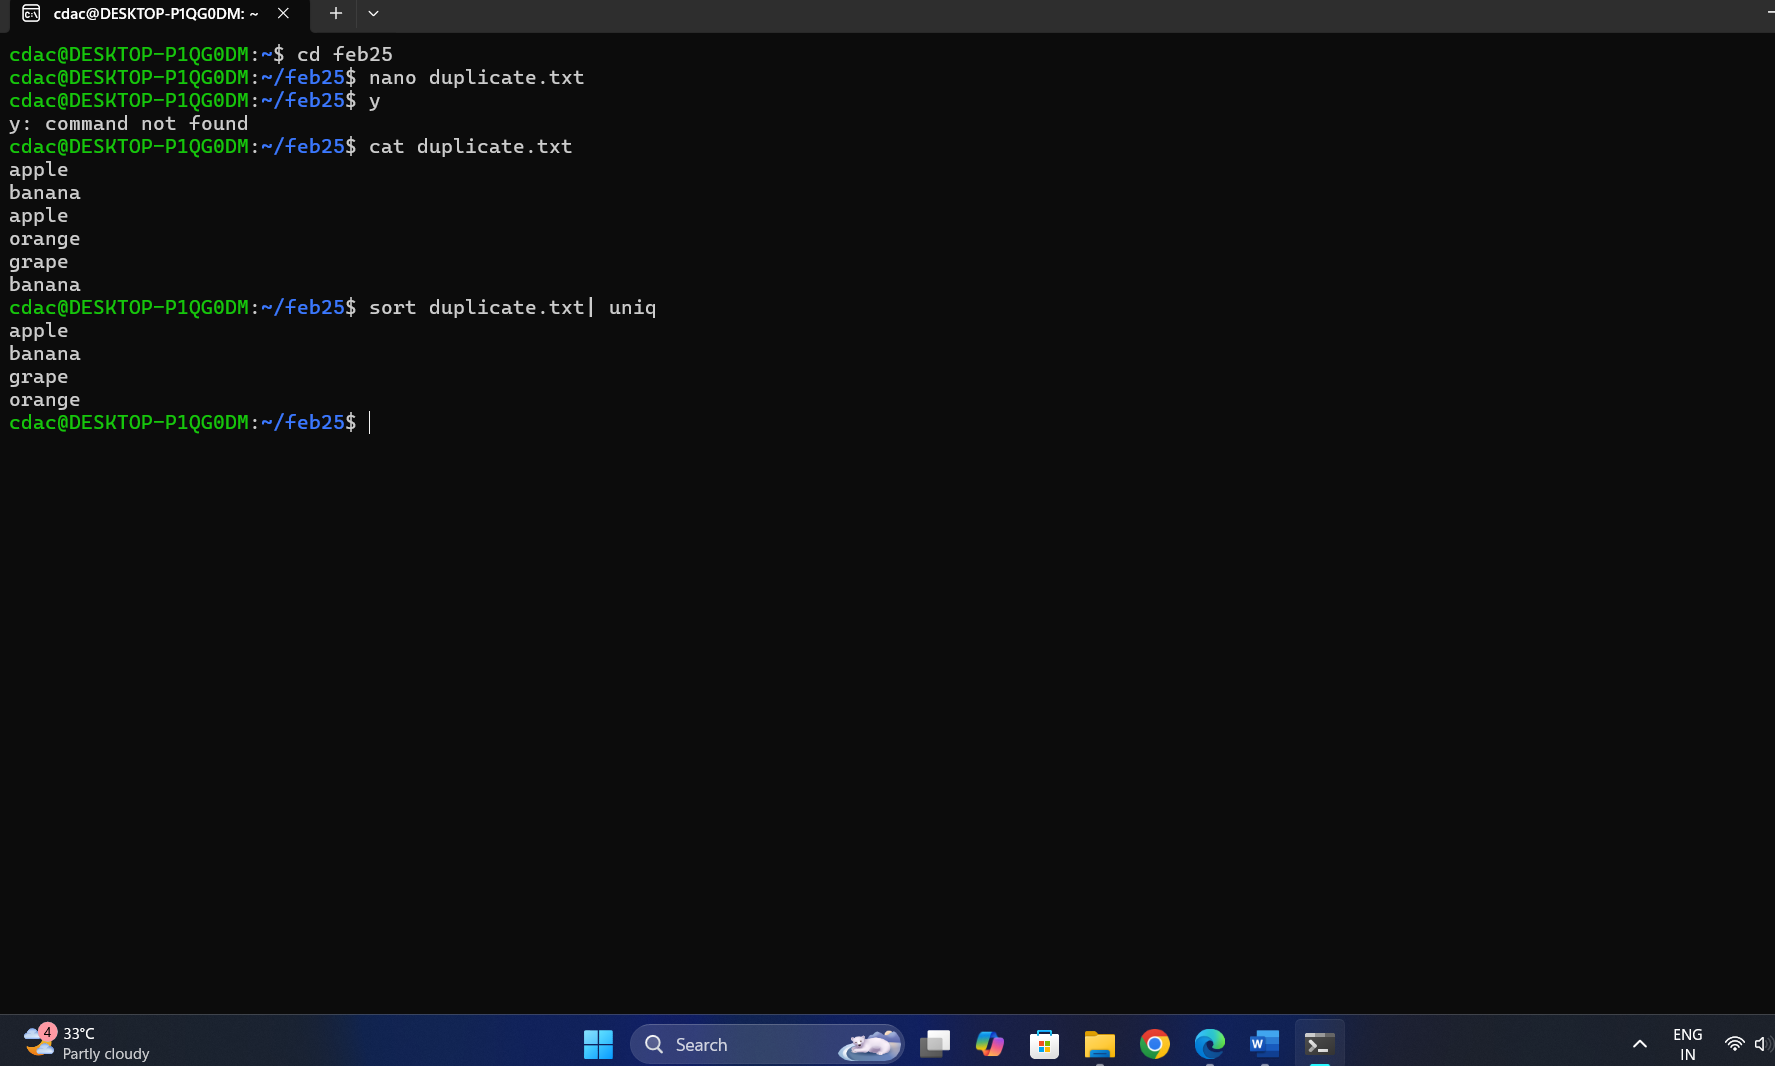 cdac@DESKTOP-P1QG0DM: ~
cdac@DESKTOP-P1QG0DM:~$ cd feb25
cdac@DESKTOP-P1QG0DM:~/feb25$ nano duplicate.txt
cdac@DESKTOP-P1QG0DM:~/feb25$ y
y: command not found
cdac@DESKTOP-P1QG0DM:~/feb25$ cat duplicate.txt
apple
banana
apple
orange
grape
banana
cdac@DESKTOP-P1QG0DM:~/feb25$ sort duplicate.txt| uniq
apple
banana
grape
orange
cdac@DESKTOP-P1QG0DM:~/feb25$
4
33°C
Partly cloudy
Search
ENG
IN